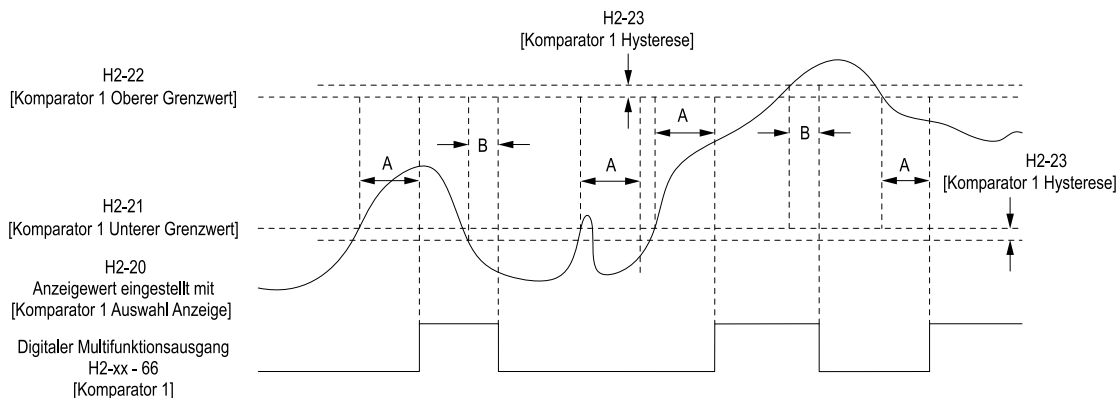 H2-23
[Komparator 1 Hysterese]
H2-22
[Komparator 1 Oberer Grenzwert]
A
B
A
A
B
A
H2-23
[Komparator 1 Hysterese]
H2-21
[Komparator 1 Unterer Grenzwert]
H2-20
Anzeigewert eingestellt mit
[Komparator 1 Auswahl Anzeige]
Digitaler Multifunktionsausgang
H2-xx - 66
[Komparator 1]